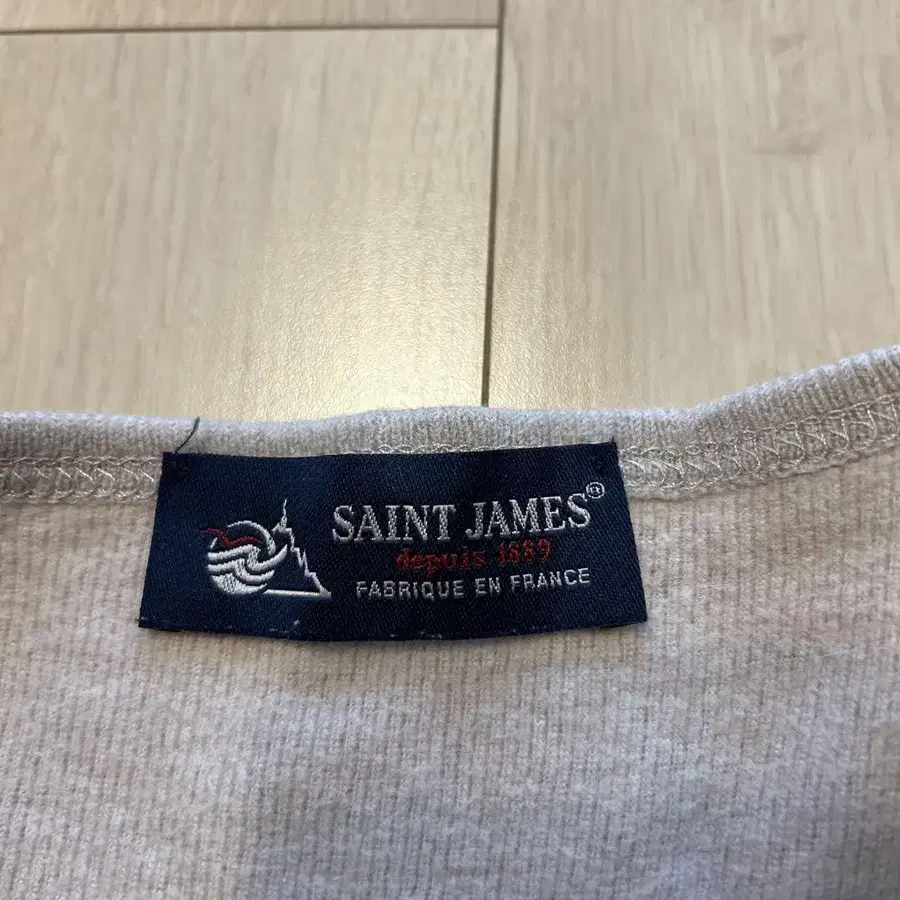 SAINT JAMES®
depuis 1889
FABRIQUE EN FRANCE